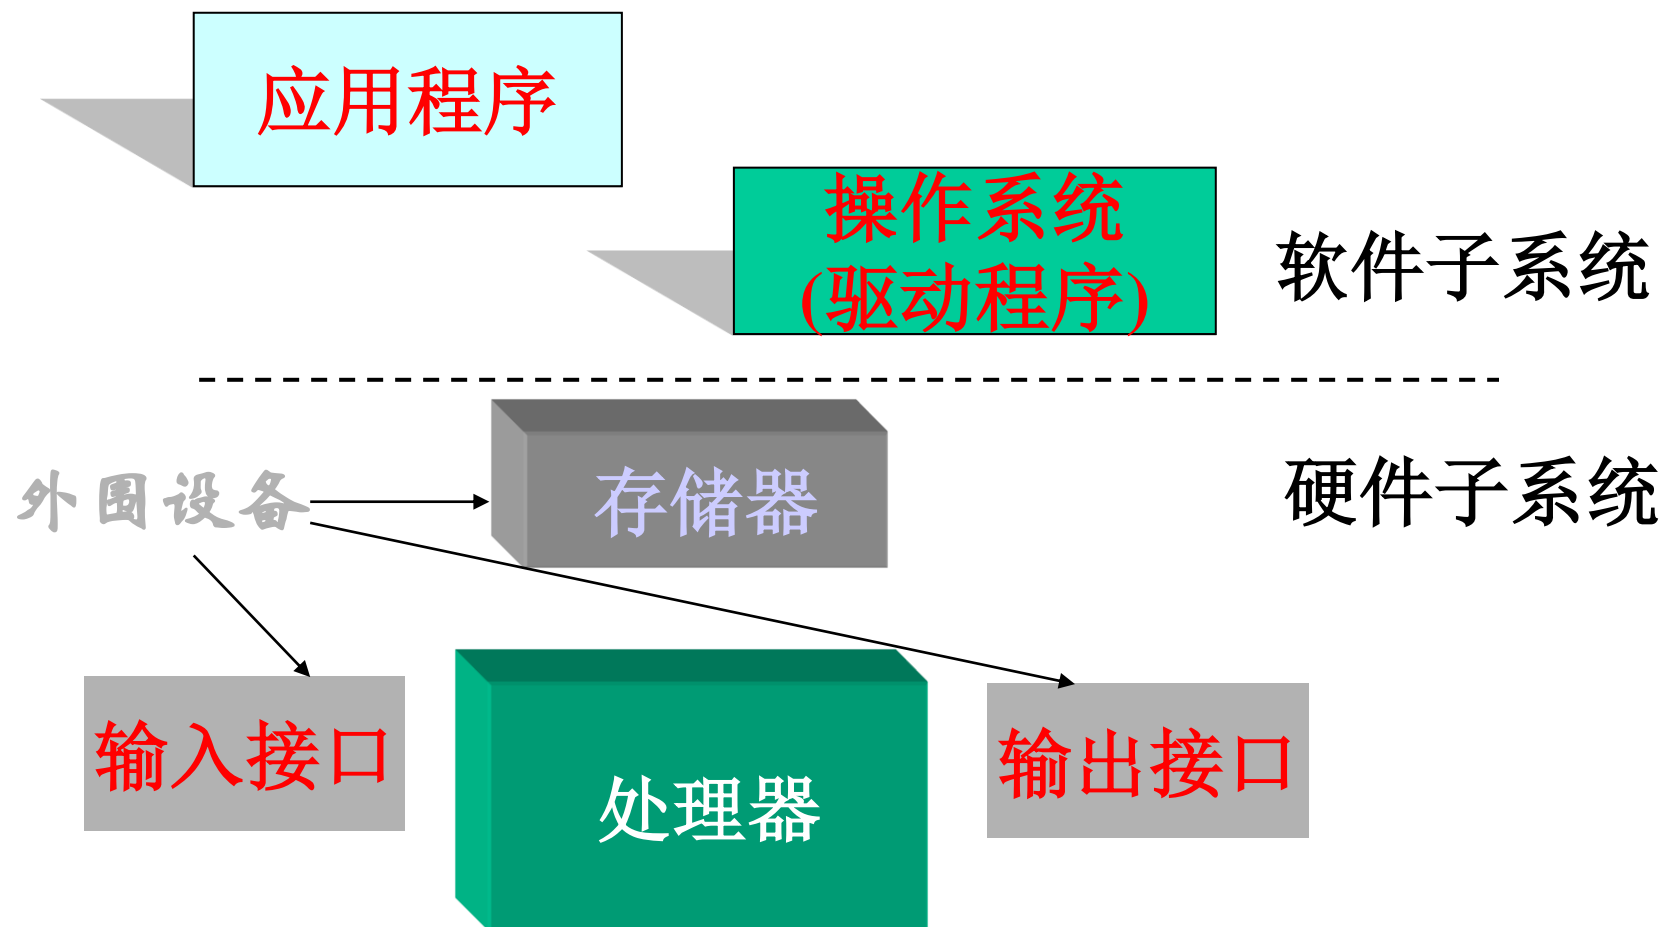 应用程序
操作系统
(驱动程序)
软件子系统
外围设备
存储器
硬件子系统
输入接口
处理器
输出接口